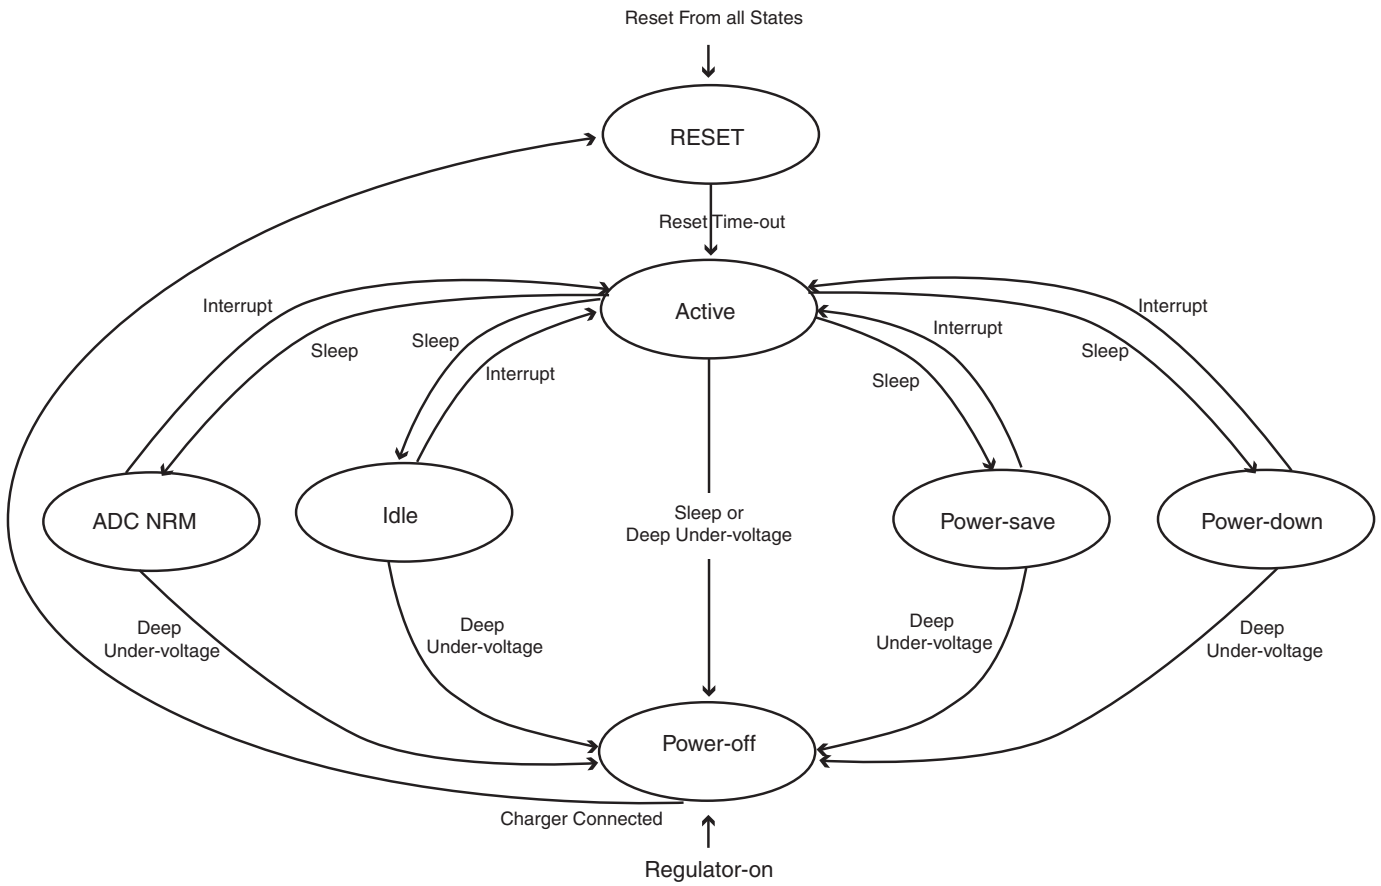 Reset From all States
RESET
Reset Time-out
Active
Interrupt
Sleep
Sleep
Interrupt
Interrupt
Sleep
Interrupt
Sleep
ADC NRM
Idle
Sleep or
Deep Under-voltage
Power-save
Power-down
Deep
Under-voltage
Deep
Under-voltage
Deep
Under-voltage
Deep
Under-voltage
Power-off
Charger Connected
Regulator-on